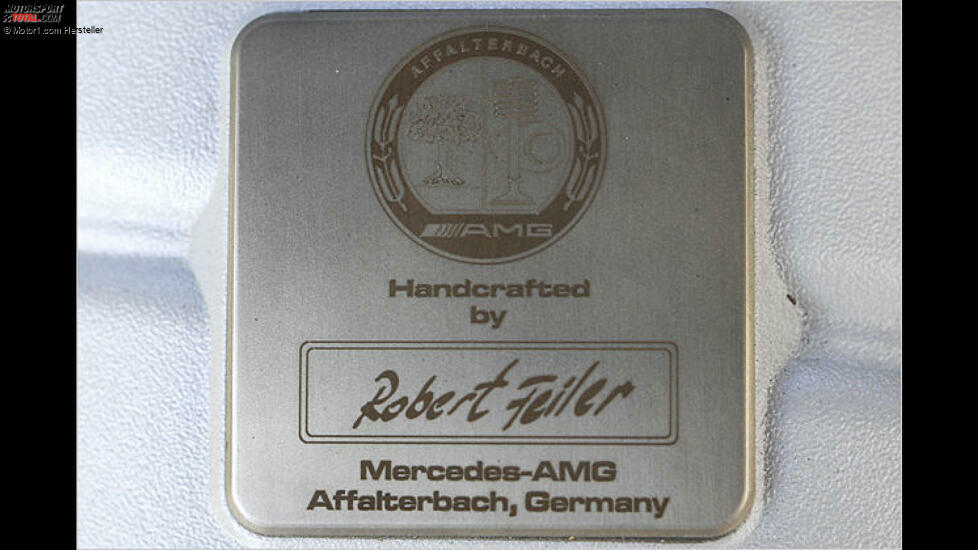 MOTORSPORT
TOTAL.COM
© Motor1.com Hersteller
AFFALTERBACH
AMG
Handcrafted
by
Robert Feiler
Mercedes-AMG
Affalterbach, Germany